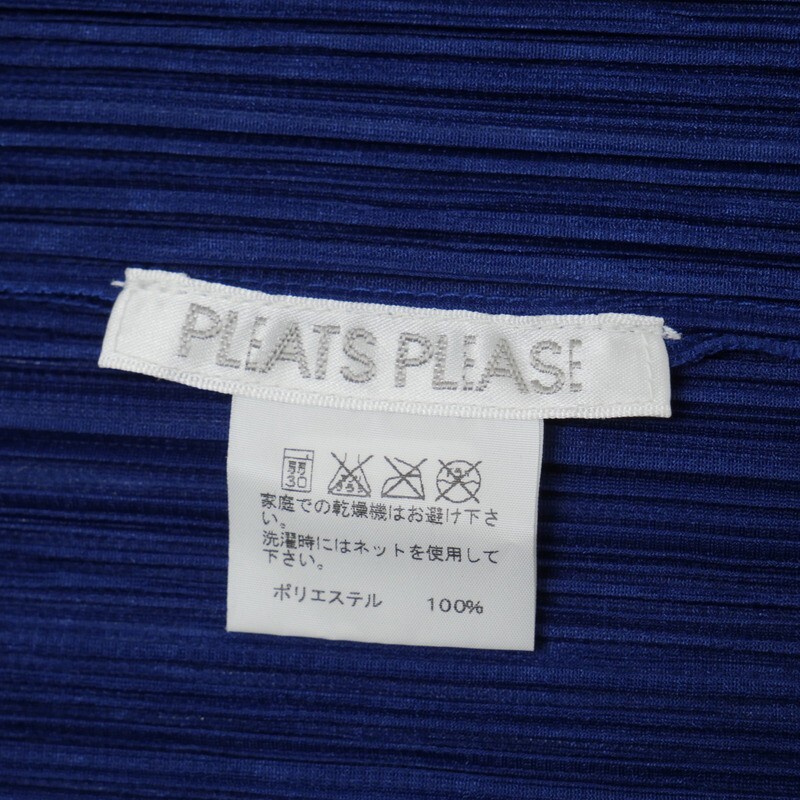 PLEATS PLEASE
弱
30
家庭での乾燥機はお避け下さ
い。
洗濯時にはネットを使用して
下さい。
ポリエステル 100%